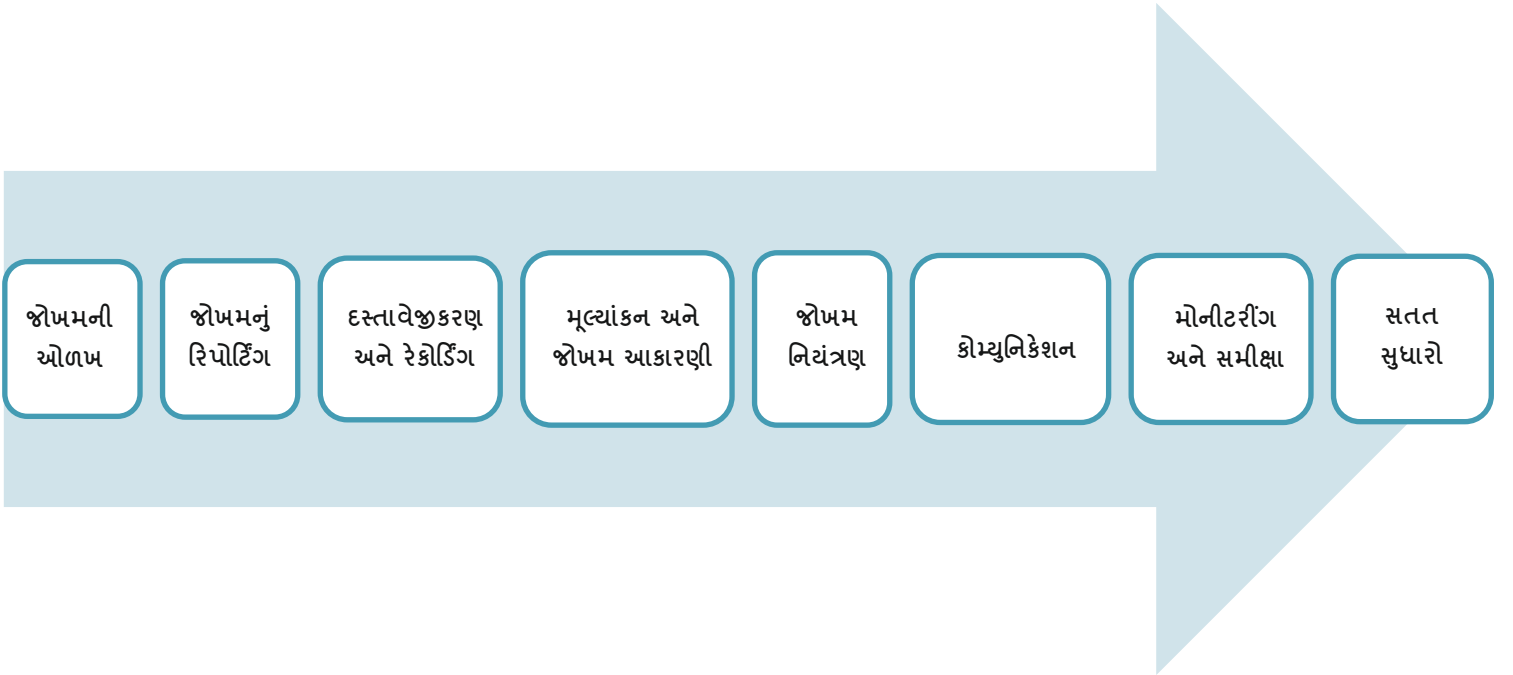 જોખમની
ઓળખ
જોખમનું
રિપોર્ટિંગ
દસ્તાવેજીકરણ
અને રેકોર્ડિંગ
મૂલ્યાંકન અને
જોખમ આકારણી
જોખમ
નિયંત્રણ
કોમ્યુનિકેશન
મોનીટરીંગ
અને સમીક્ષા
સતત
સુધારો